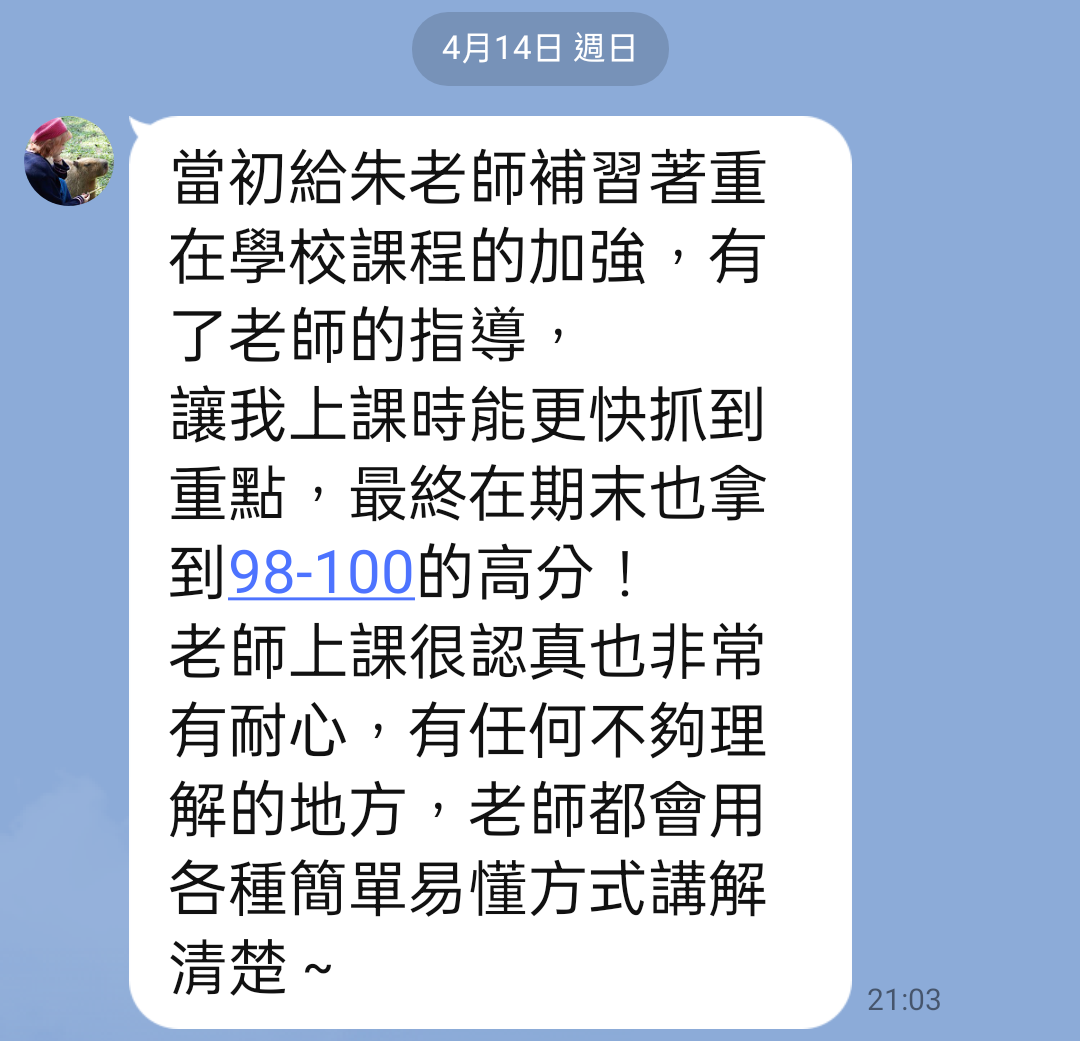 4月14日 週日
當初給朱老師補習著重
在學校課程的加強，有
了老師的指導，
讓我上課時能更快抓到
重點，最終在期末也拿
到98-100的高分！
老師上課很認真也非常
有耐心，有任何不夠理
解的地方，老師都會用
各種簡單易懂方式講解
清楚～
21:03